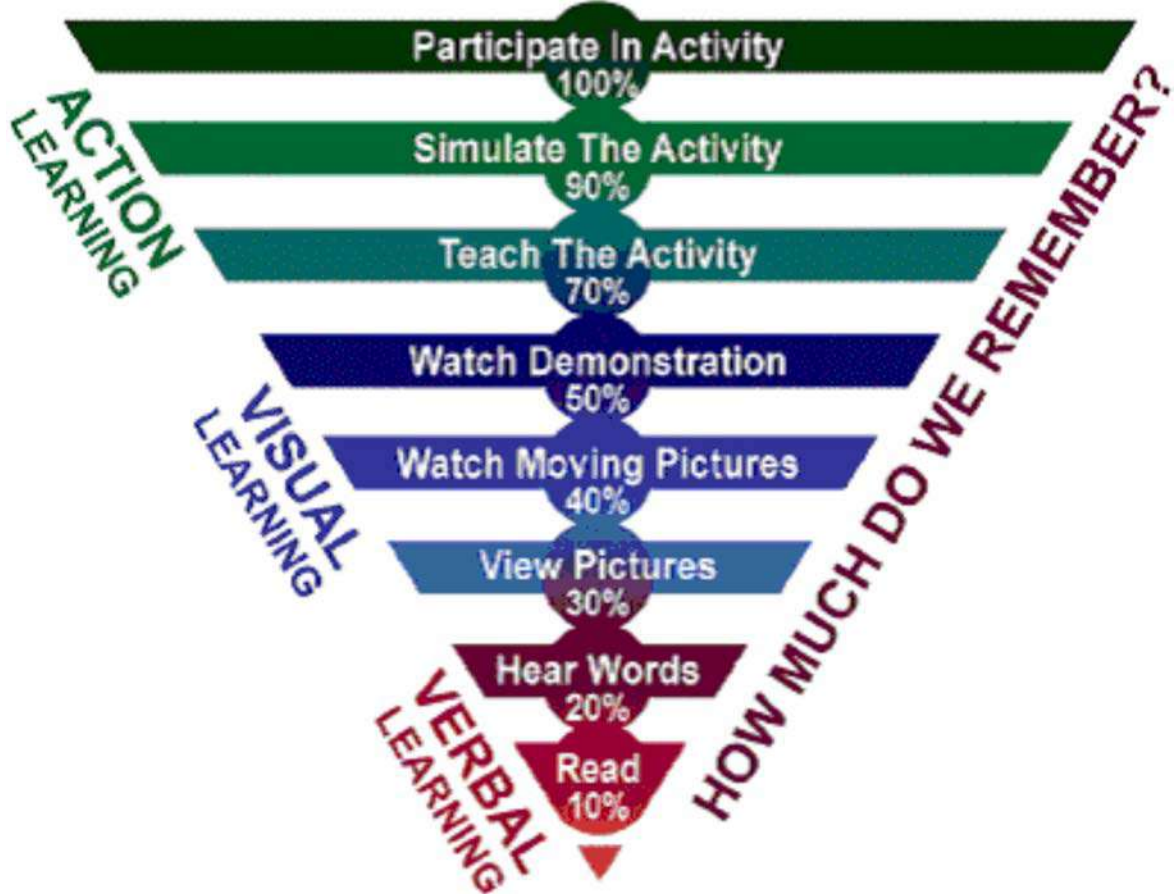 Participate In Activity
100%
Simulate The Activity
90%
Teach The Activity
70%
Watch Demonstration
50%
Watch Moving Pictures
40%
View Pictures
30%
Hear Words
20%
Read
10%
ACTION
LEARNING
VISUAL
LEARNING
VERBAL
LEARNING
HOW MUCH DO WE REMEMBER?